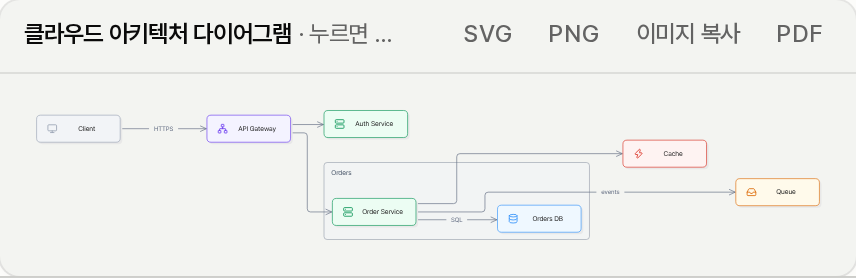 클라우드 아키텍처 다이어그램 · 누르면 ...
SVG PNG 이미지 복사 PDF
Client
HTTPS
API Gateway
Auth Service
Orders
Order Service
SQL
Orders DB
Cache
events
Queue